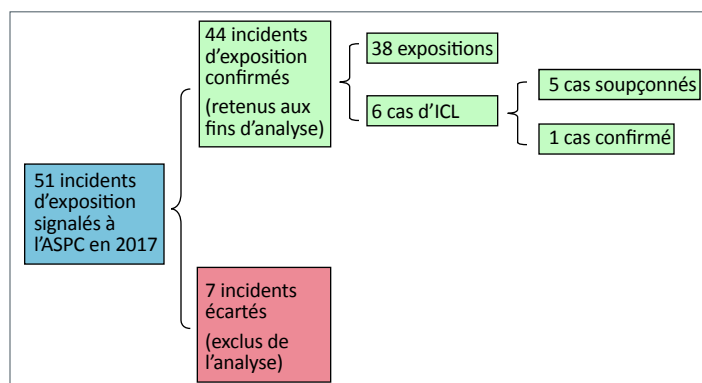 51 incidents
d'exposition
signalés à
l'ASPC en 2017
44 incidents
d'exposition
confirmés
(retenus aux
fins d'analyse)
38 expositions
6 cas d'ICL
5 cas soupçonnés
1 cas confirmé
7 incidents
écartés
(exclus de
l'analyse)